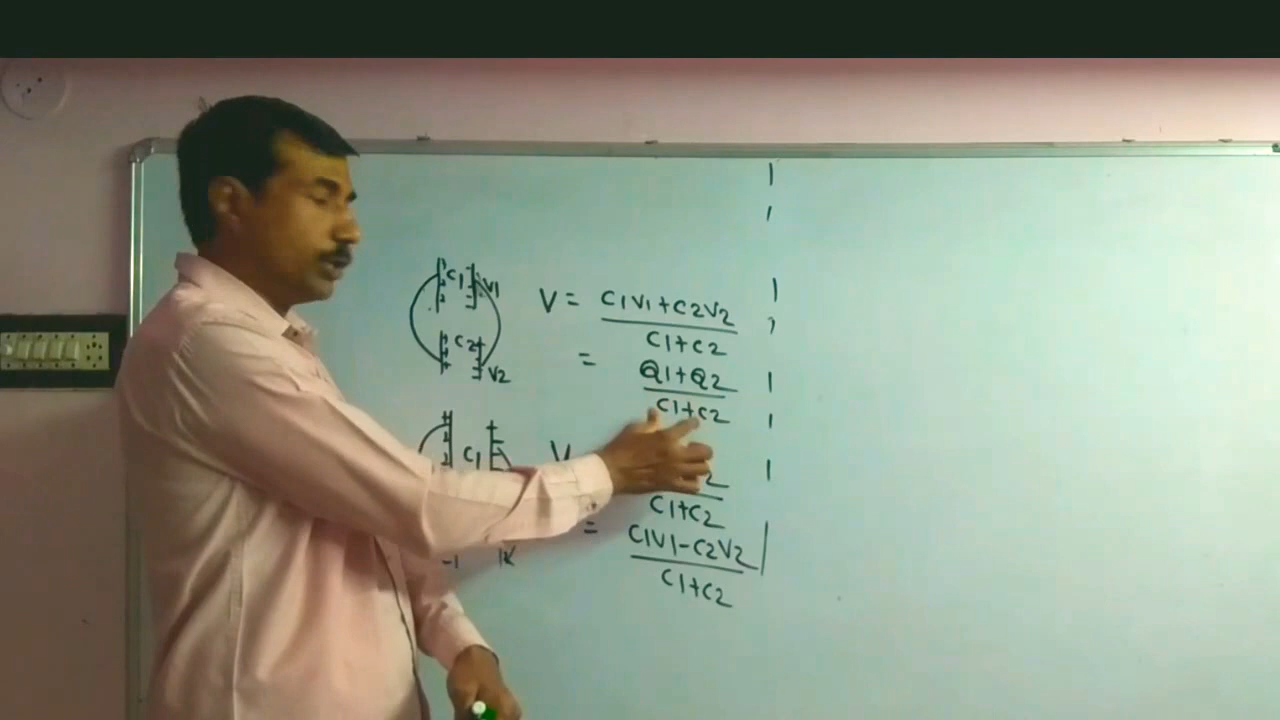 C1 V1
V = C1V1+C2V2
C1+C2
C2
V2
= Q1+Q2
C1+C2
C1 V
2
C1+C2
= C1V1-C2V2
C1+C2